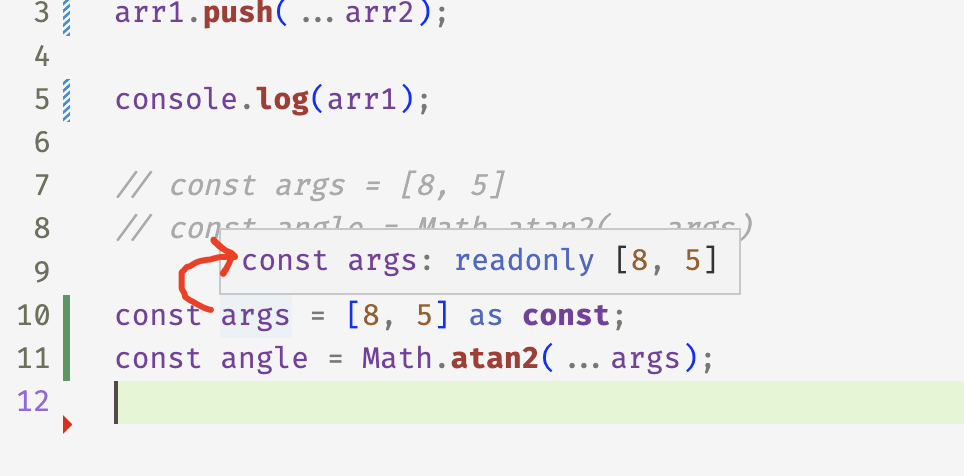 3 arr1.push(...arr2);
4
5 console.log(arr1);
6
7 // const args = [8, 5]
8 // const angle = Math.atan2(...args)
const args: readonly [8, 5]
9
10 const args = [8, 5] as const;
11 const angle = Math.atan2(...args);
12